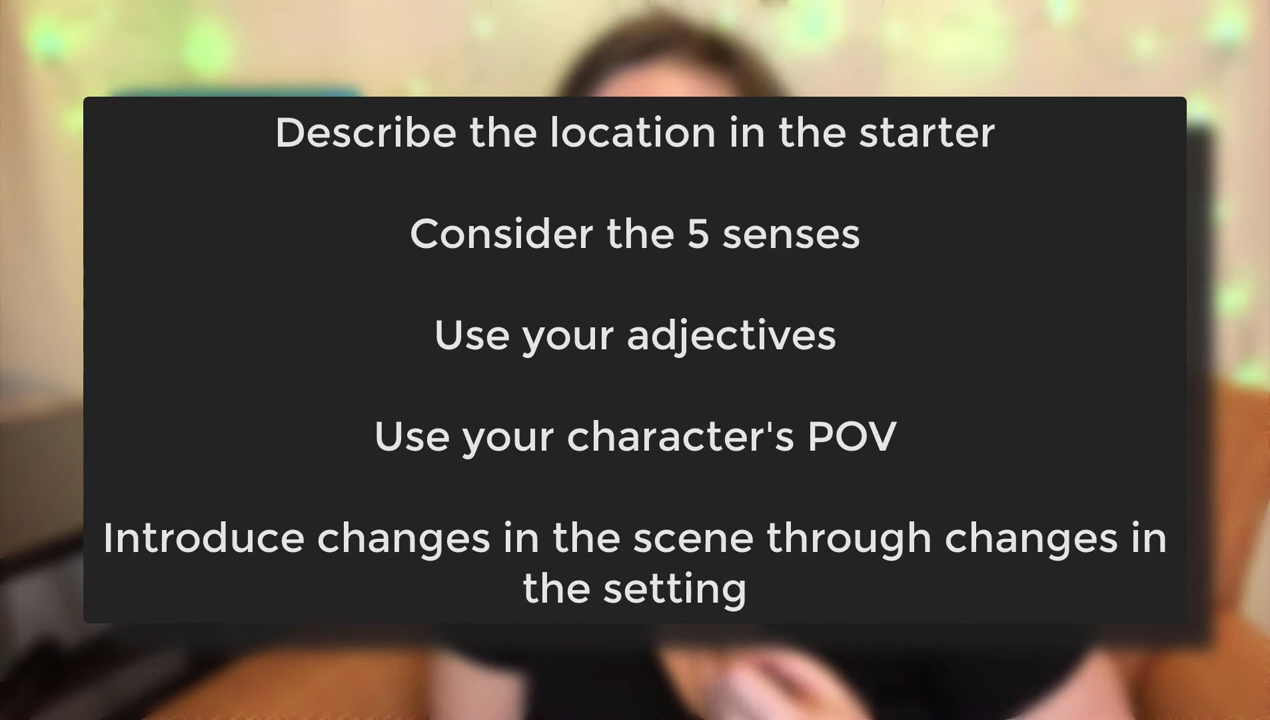 Describe the location in the starter
Consider the 5 senses
Use your adjectives
Use your character's POV
Introduce changes in the scene through changes in
the setting